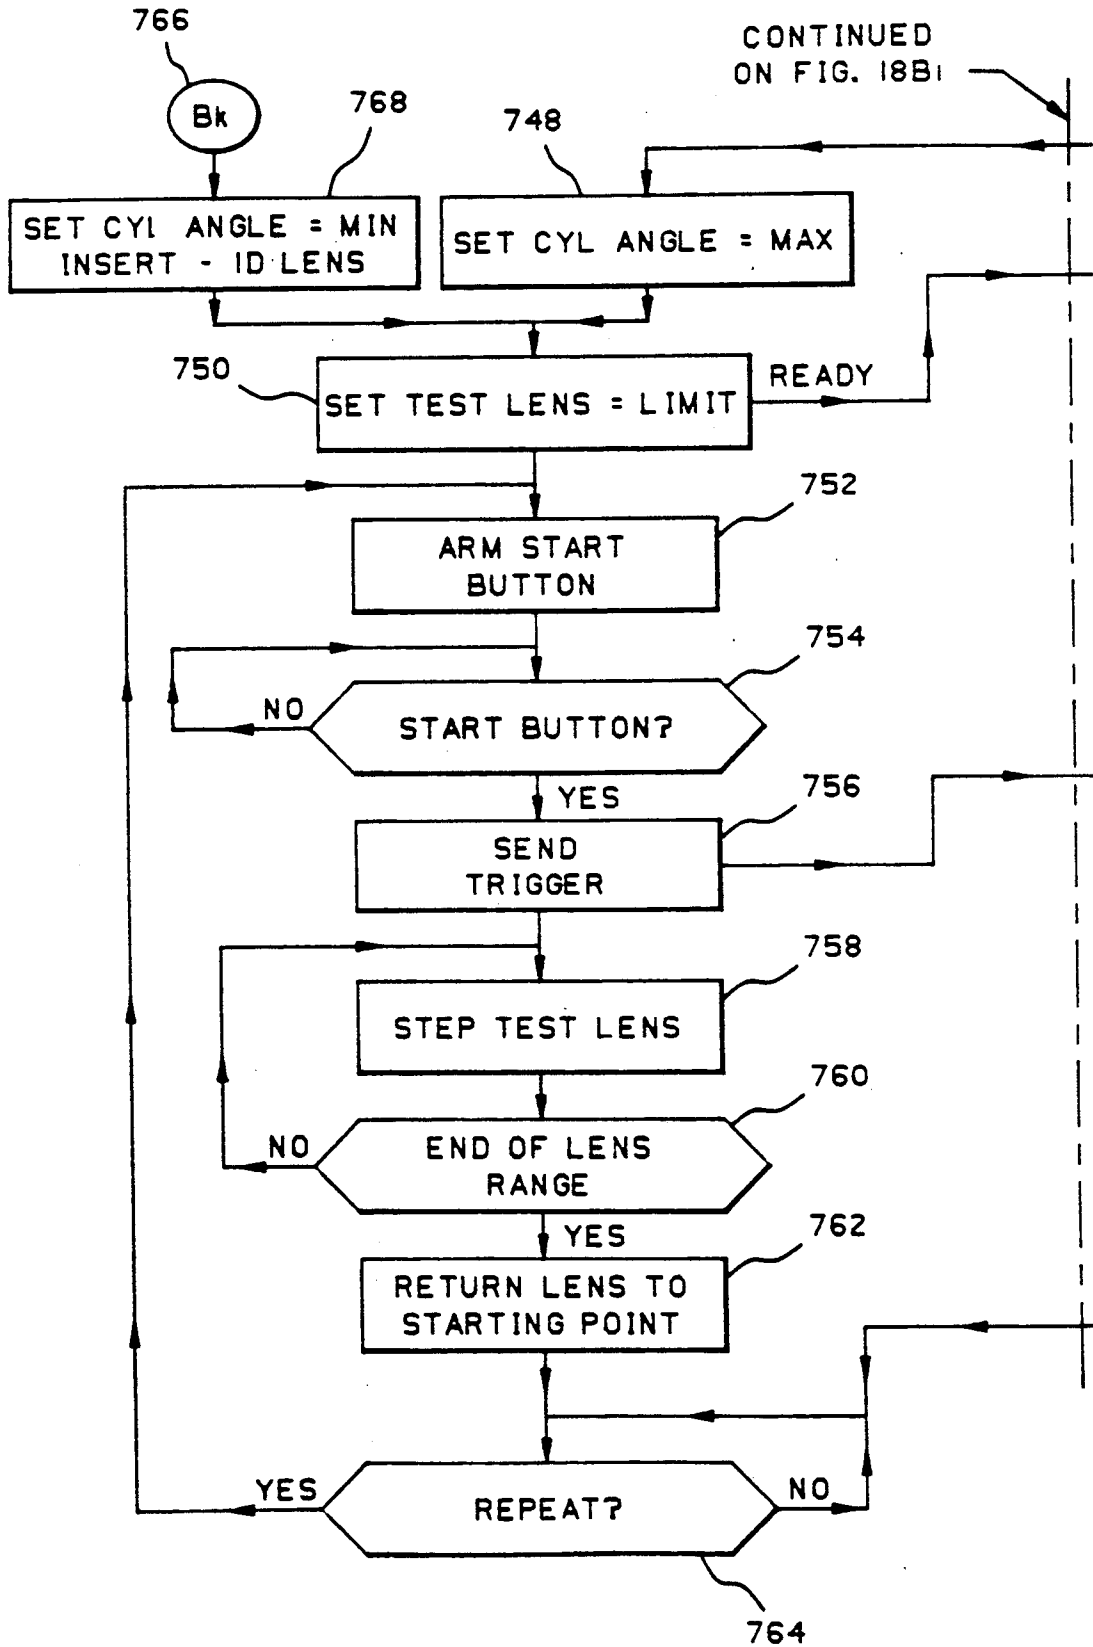 766
CONTINUED
ON FIG. 18B1
Bk
768
748
SET CYL ANGLE = MIN
INSERT - 1D LENS
SET CYL ANGLE = MAX
750
READY
SET TEST LENS = LIMIT
752
ARM START
BUTTON
754
NO
START BUTTON?
YES
756
SEND
TRIGGER
758
STEP TEST LENS
760
NO
END OF LENS
RANGE
YES
762
RETURN LENS TO
STARTING POINT
YES
REPEAT?
NO
764